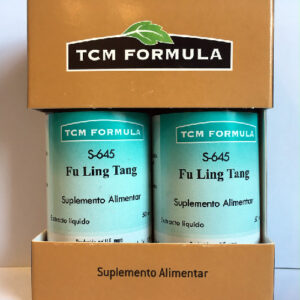 TCM FORMULA
TCM FORMULA
S-645
Fu Ling Tang
Suplemento Alimentar
Extracto líquido
TCM FORMULA
S-645
Fu Ling Tang
Suplemento Alimentar
Extracto líquido
Suplemento Alimentar